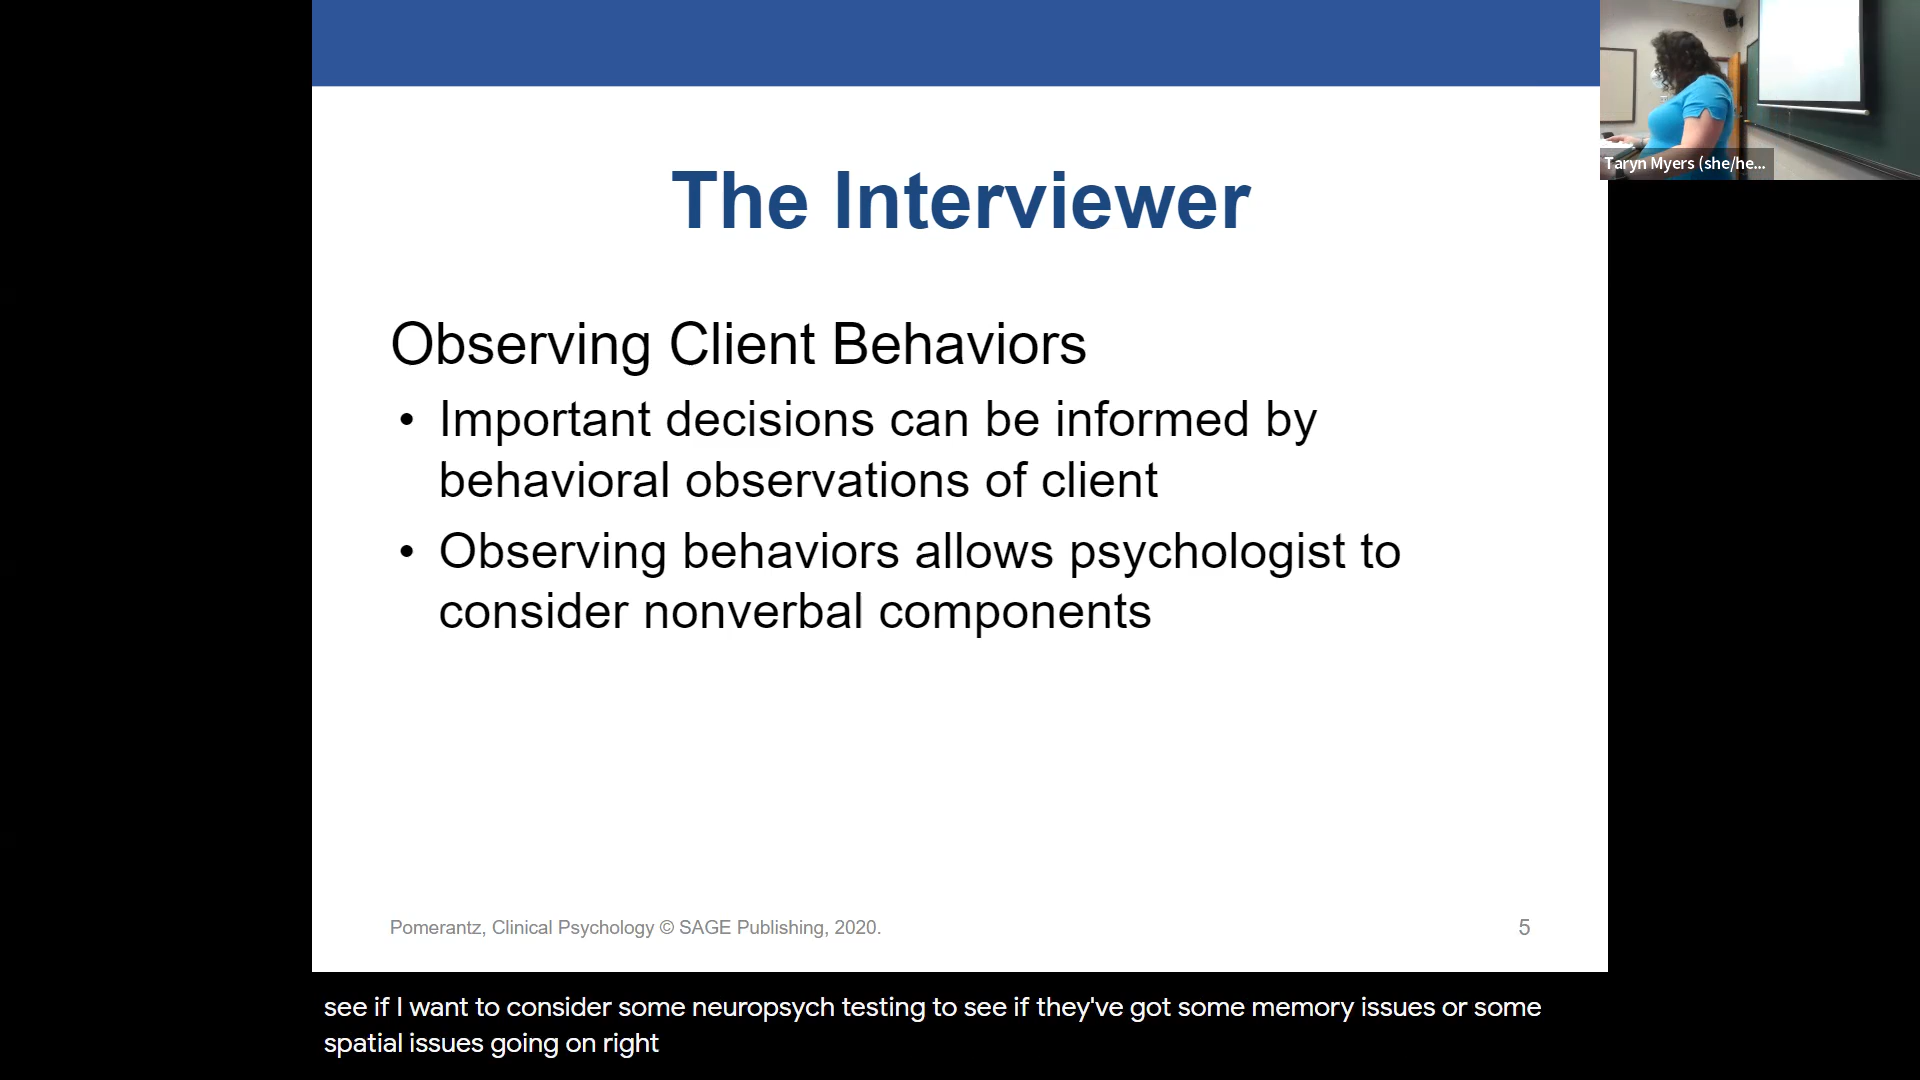 The Interviewer
Observing Client Behaviors
• Important decisions can be informed by
behavioral observations of client
• Observing behaviors allows psychologist to
consider nonverbal components
Pomerantz, Clinical Psychology © SAGE Publishing, 2020.
5
Taryn Myers (she/he...
see if I want to consider some neuropsych testing to see if they've got some memory issues or some
spatial issues going on right